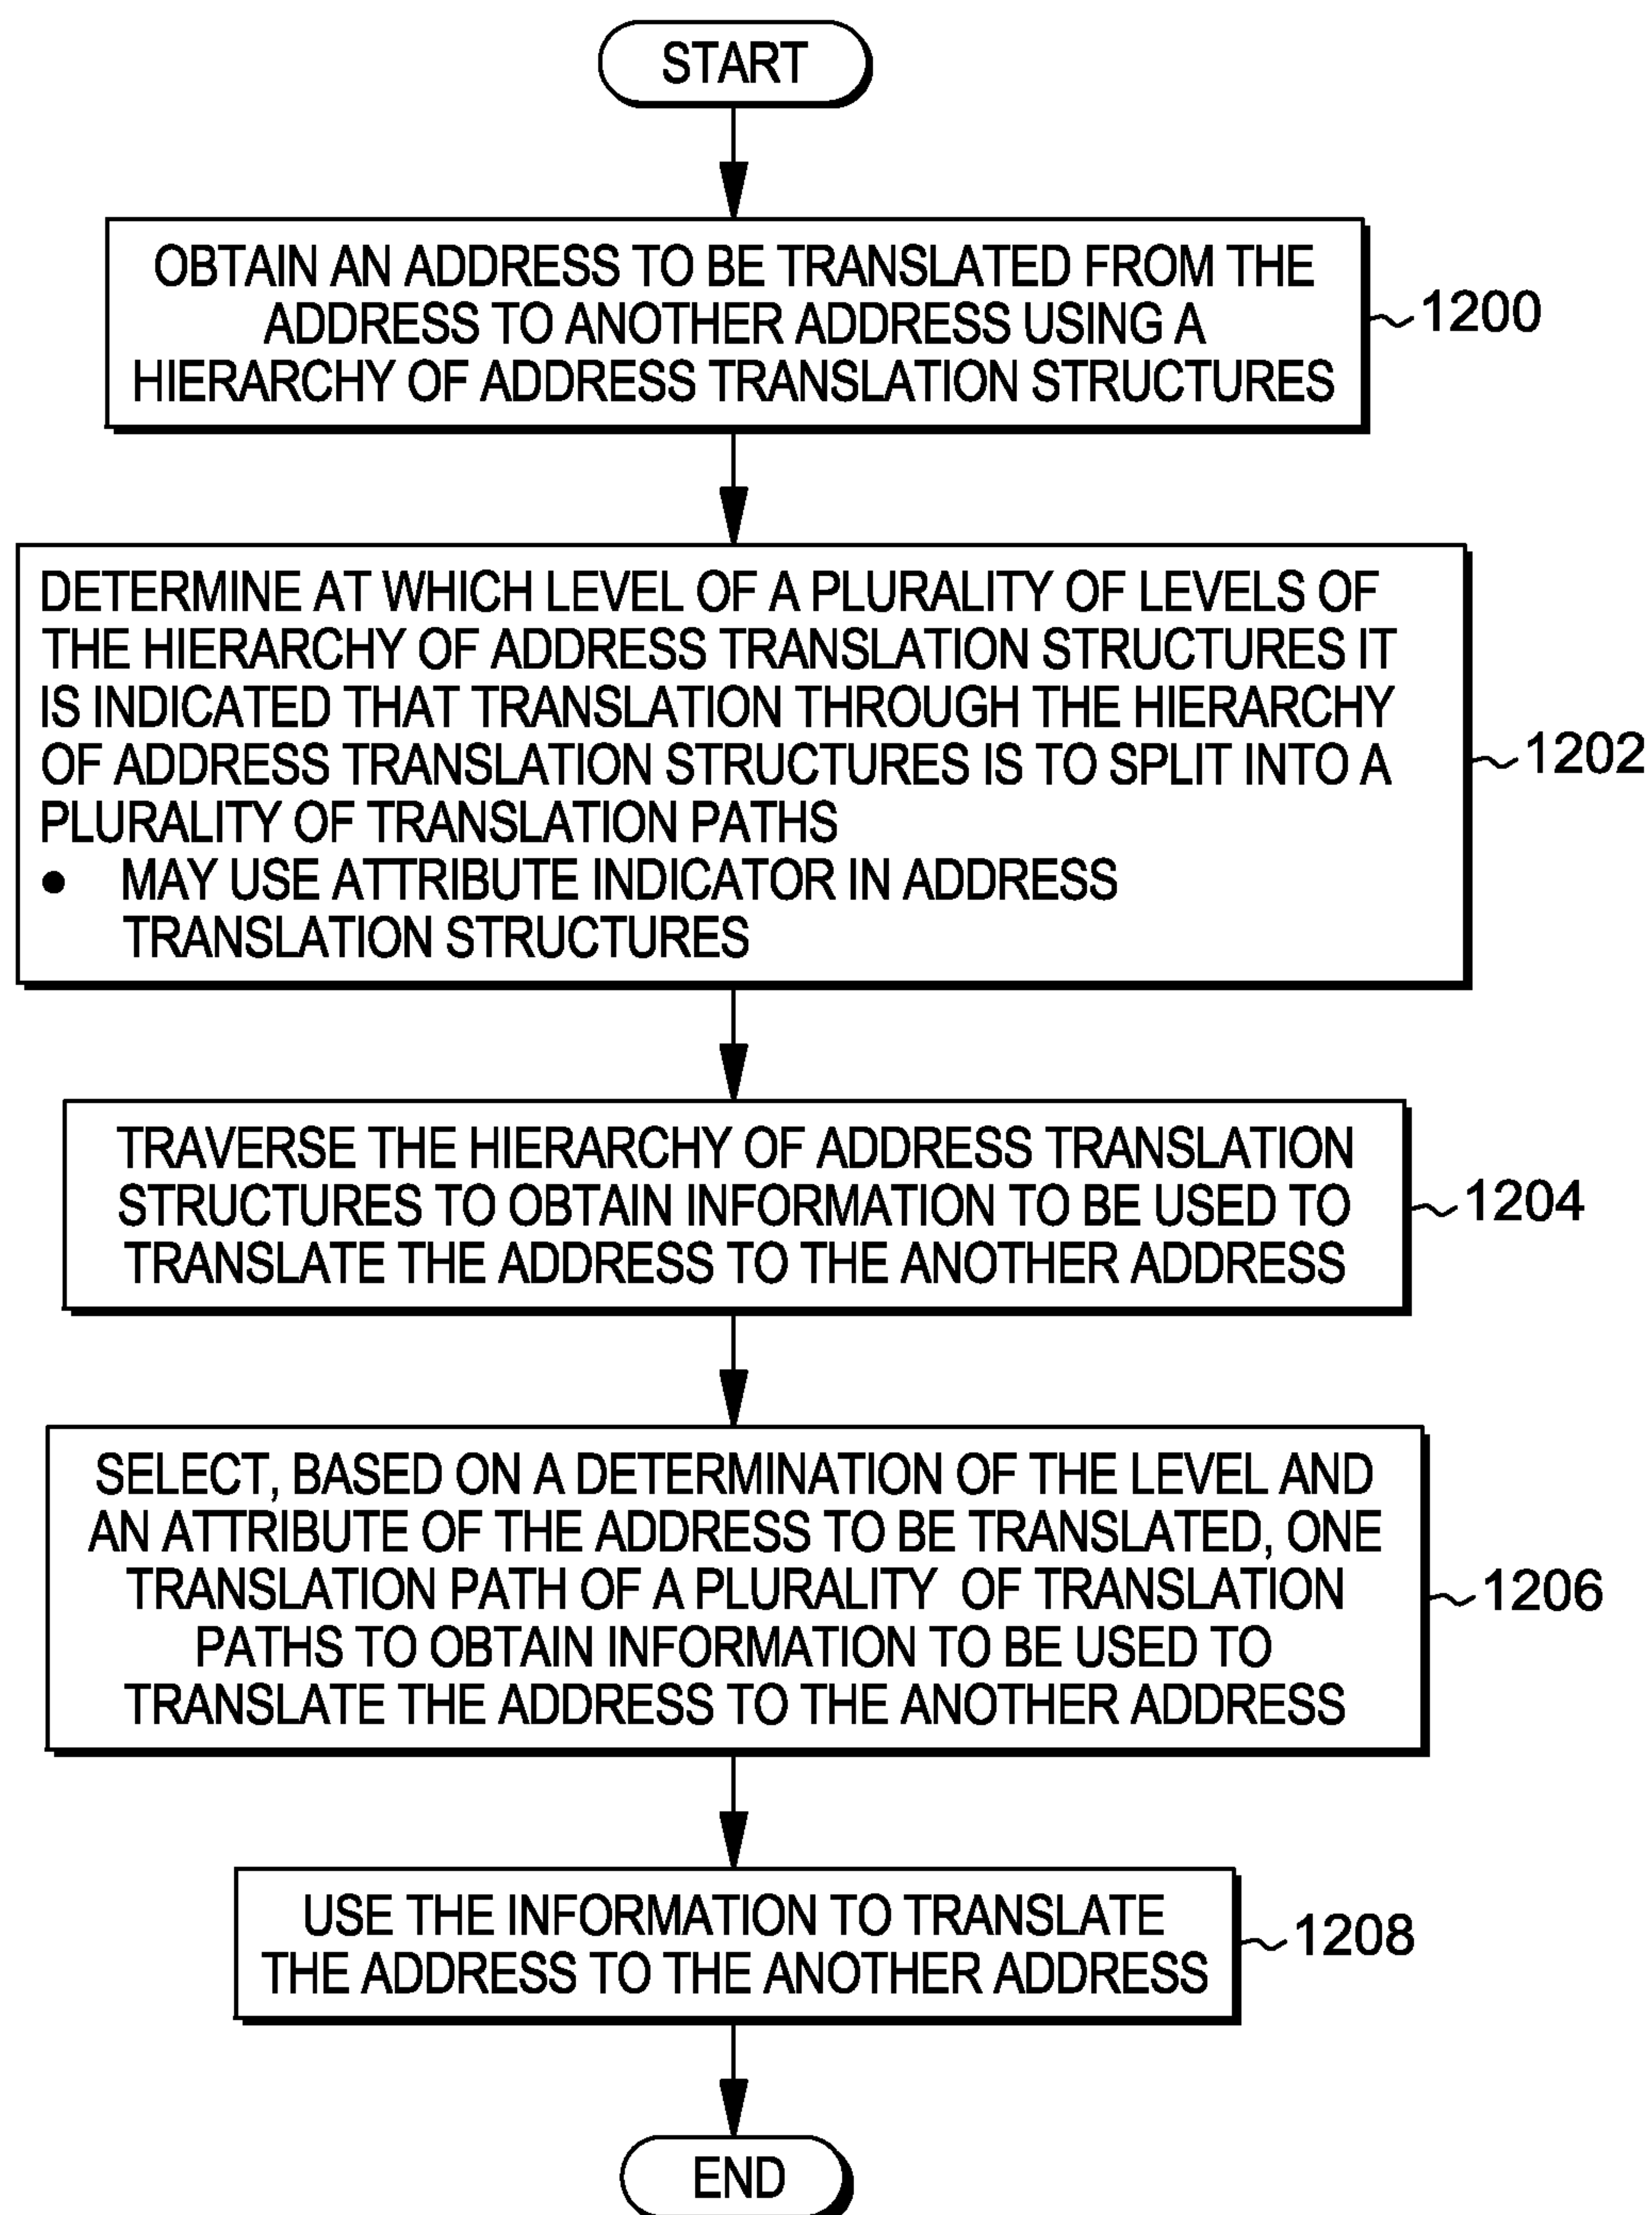 START
OBTAIN AN ADDRESS TO BE TRANSLATED FROM THE
ADDRESS TO ANOTHER ADDRESS USING A
HIERARCHY OF ADDRESS TRANSLATION STRUCTURES
1200
DETERMINE AT WHICH LEVEL OF A PLURALITY OF LEVELS OF
THE HIERARCHY OF ADDRESS TRANSLATION STRUCTURES IT
IS INDICATED THAT TRANSLATION THROUGH THE HIERARCHY
OF ADDRESS TRANSLATION STRUCTURES IS TO SPLIT INTO A
PLURALITY OF TRANSLATION PATHS
● MAY USE ATTRIBUTE INDICATOR IN ADDRESS
TRANSLATION STRUCTURES
1202
TRAVERSE THE HIERARCHY OF ADDRESS TRANSLATION
STRUCTURES TO OBTAIN INFORMATION TO BE USED TO
TRANSLATE THE ADDRESS TO THE ANOTHER ADDRESS
1204
SELECT, BASED ON A DETERMINATION OF THE LEVEL AND
AN ATTRIBUTE OF THE ADDRESS TO BE TRANSLATED, ONE
TRANSLATION PATH OF A PLURALITY OF TRANSLATION
PATHS TO OBTAIN INFORMATION TO BE USED TO
TRANSLATE THE ADDRESS TO THE ANOTHER ADDRESS
1206
USE THE INFORMATION TO TRANSLATE
THE ADDRESS TO THE ANOTHER ADDRESS
1208
END